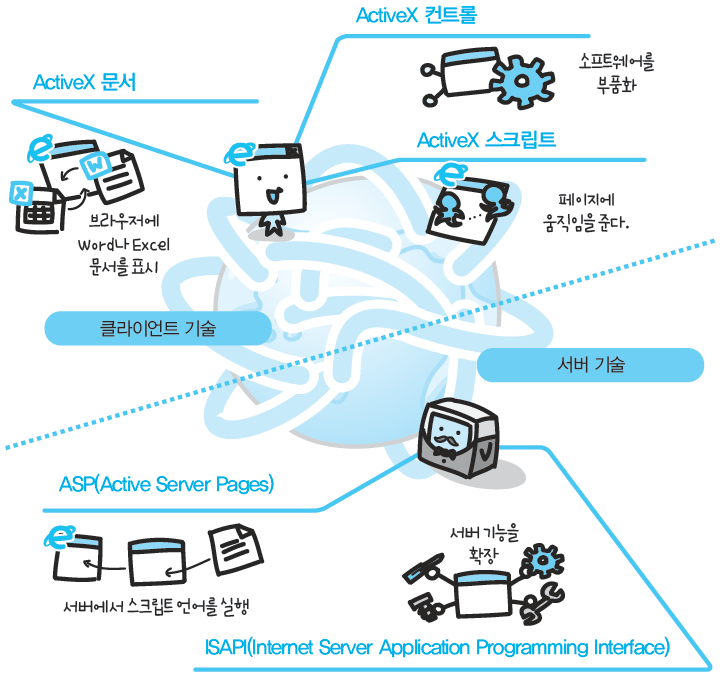 ActiveX 컨트롤
소프트웨어를
부품화
ActiveX 문서
W
X
브라우저에
Word나 Excel
문서를 표시
ActiveX 스크립트
페이지에
움직임을 준다.
클라이언트 기술
서버 기술
ASP(Active Server Pages)
서버에서 스크립트 언어를 실행
서버 기능을
확장
ISAPI(Internet Server Application Programming Interface)